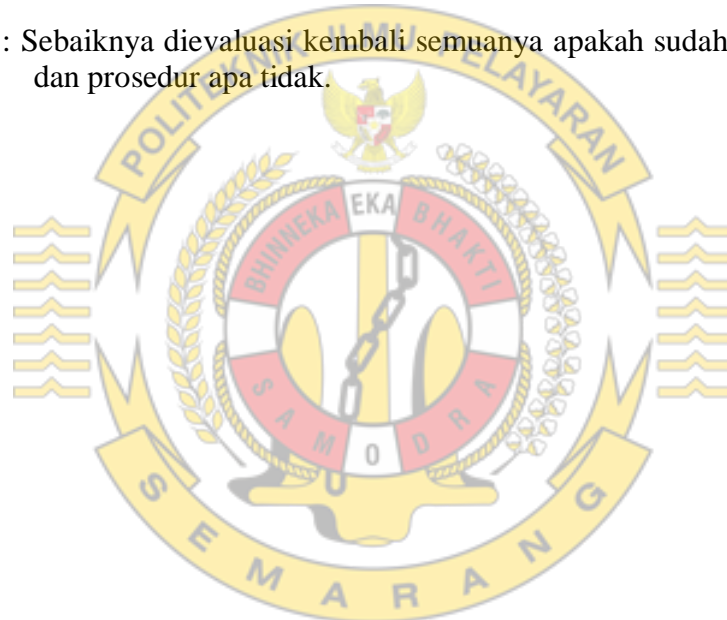 : Sebaiknya dievaluasi kembali semuanya apakah sudah
dan prosedur apa tidak.
POLITEKNIK ILMU PELAYARAN
BHINNEKA EKA BHAKTI
SAMODRA
SEMARANG